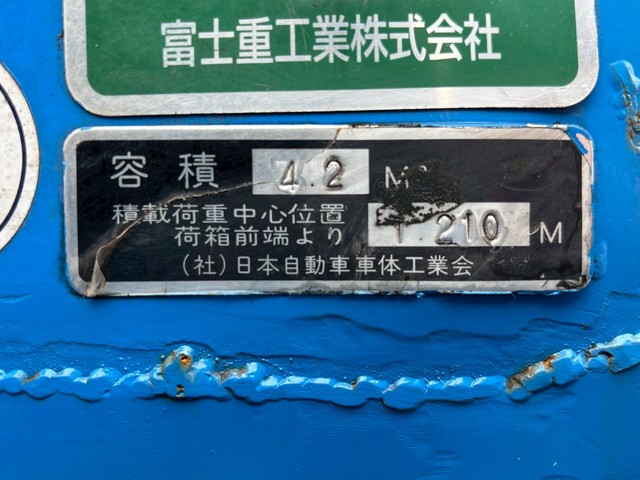 富士重工業株式会社
容積 4.2 M³
積載荷重中心位置
荷箱前端より 1.210 M
（社）日本自動車車体工業会